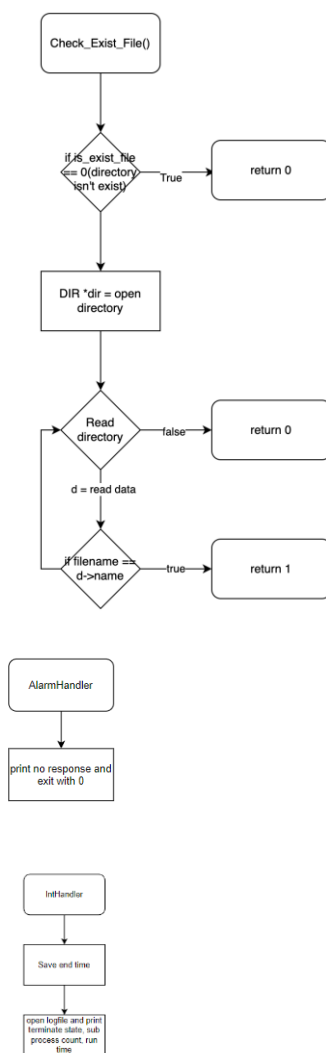 Check_Exist_File()
if is_exist_file
== 0(directory
isn't exist)
True
return 0
DIR *dir = open
directory
Read
directory
false
return 0
d = read data
if filename ==
d->name
true
return 1
AlarmHandler
print no response and
exit with 0
IntHandler
Save end time
open logfile and print
terminate state, sub
process count, run
time